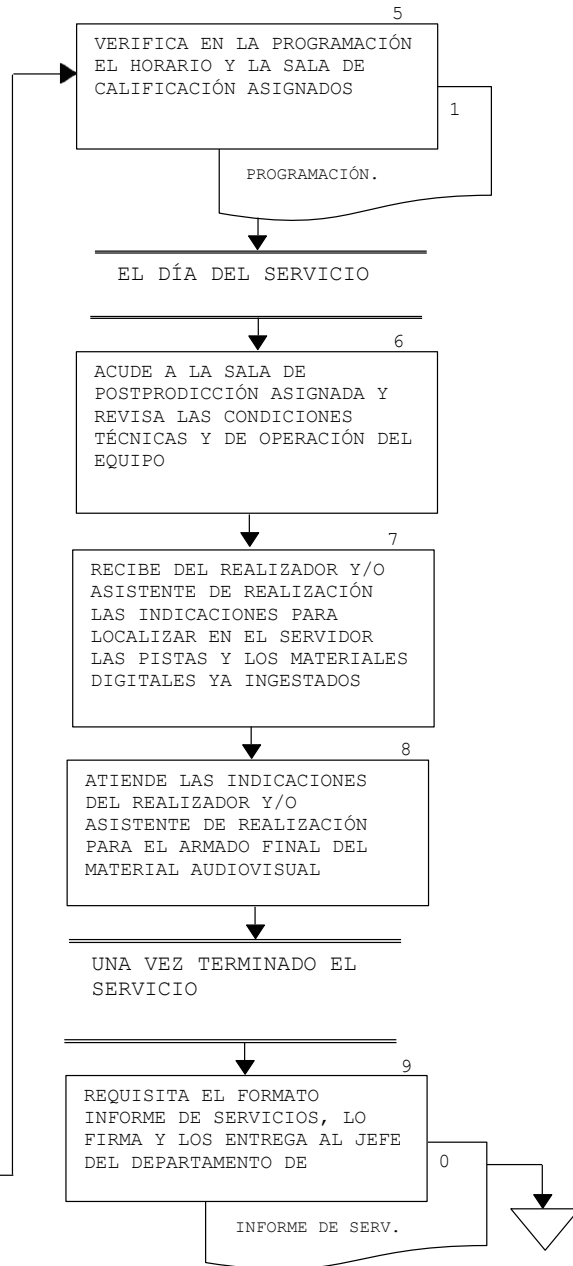 5
VERIFICA EN LA PROGRAMACIÓN
EL HORARIO Y LA SALA DE
CALIFICACIÓN ASIGNADOS
1
PROGRAMACIÓN.
EL DÍA DEL SERVICIO
6
ACUDE A LA SALA DE
POSTPRODICCIÓN ASIGNADA Y
REVISA LAS CONDICIONES
TÉCNICAS Y DE OPERACIÓN DEL
EQUIPO
7
RECIBE DEL REALIZADOR Y/O
ASISTENTE DE REALIZACIÓN
LAS INDICACIONES PARA
LOCALIZAR EN EL SERVIDOR
LAS PISTAS Y LOS MATERIALES
DIGITALES YA INGESTADOS
8
ATIENDE LAS INDICACIONES
DEL REALIZADOR Y/O
ASISTENTE DE REALIZACIÓN
PARA EL ARMADO FINAL DEL
MATERIAL AUDIOVISUAL
UNA VEZ TERMINADO EL
SERVICIO
9
REQUISITA EL FORMATO
INFORME DE SERVICIOS, LO
FIRMA Y LOS ENTREGA AL JEFE
DEL DEPARTAMENTO DE
0
INFORME DE SERV.